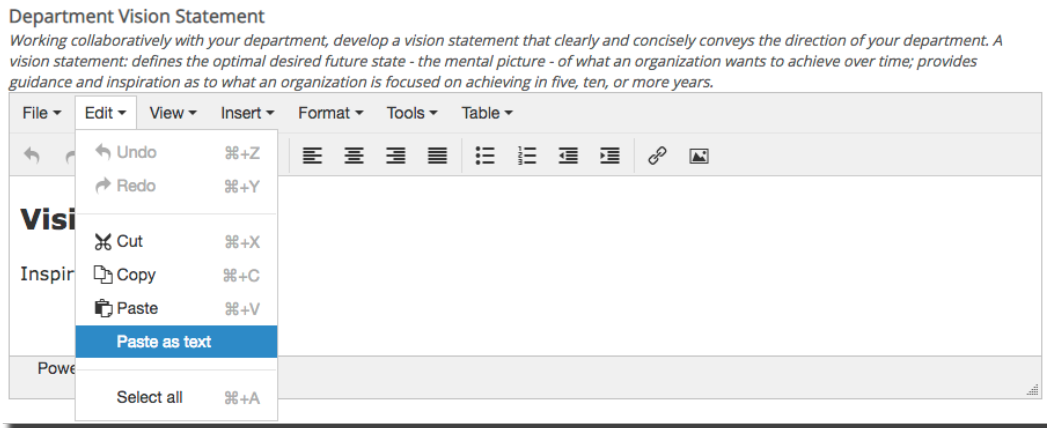 Department Vision Statement
Working collaboratively with your department, develop a vision statement that clearly and concisely conveys the direction of your department. A
vision statement: defines the optimal desired future state - the mental picture - of what an organization wants to achieve over time; provides
guidance and inspiration as to what an organization is focused on achieving in five, ten, or more years.
File Edit View Insert Format Tools Table
Undo ⌘+Z
Redo ⌘+Y
Visi
Cut ⌘+X
Inspir
Copy ⌘+C
Paste ⌘+V
Paste as text
Powe
Select all ⌘+A